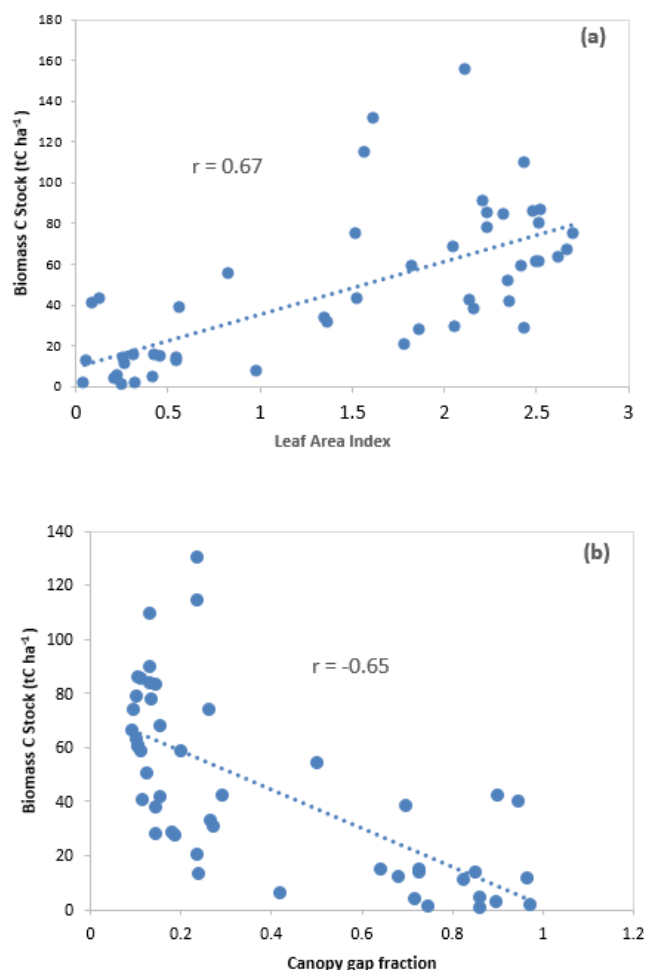 (a)
180
160
140
120
100
80
60
40
20
0
Biomass C Stock (tC ha⁻¹)
r = 0.67
0 0.5 1 1.5 2 2.5 3
Leaf Area Index
(b)
140
120
100
80
60
40
20
0
Biomass C Stock (tC ha⁻¹)
r = -0.65
0 0.2 0.4 0.6 0.8 1 1.2
Canopy gap fraction